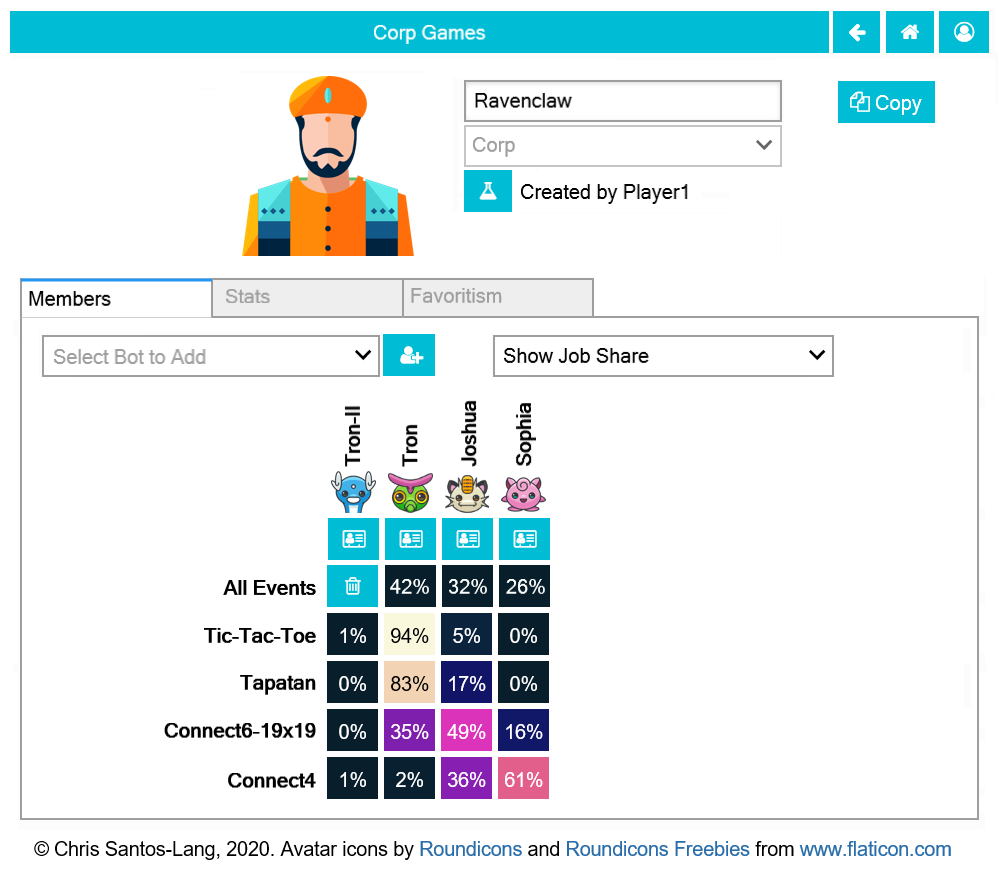 Corp Games
Ravenclaw
Copy
Corp
Created by Player1
Members Stats Favoritism
Select Bot to Add Show Job Share
Tron-II Tron Joshua Sophia
All Events 42% 32% 26%
Tic-Tac-Toe 1% 94% 5% 0%
Tapatan 0% 83% 17% 0%
Connect6-19x19 0% 35% 49% 16%
Connect4 1% 2% 36% 61%
© Chris Santos-Lang, 2020. Avatar icons by Roundicons and Roundicons Freebies from www.flaticon.com